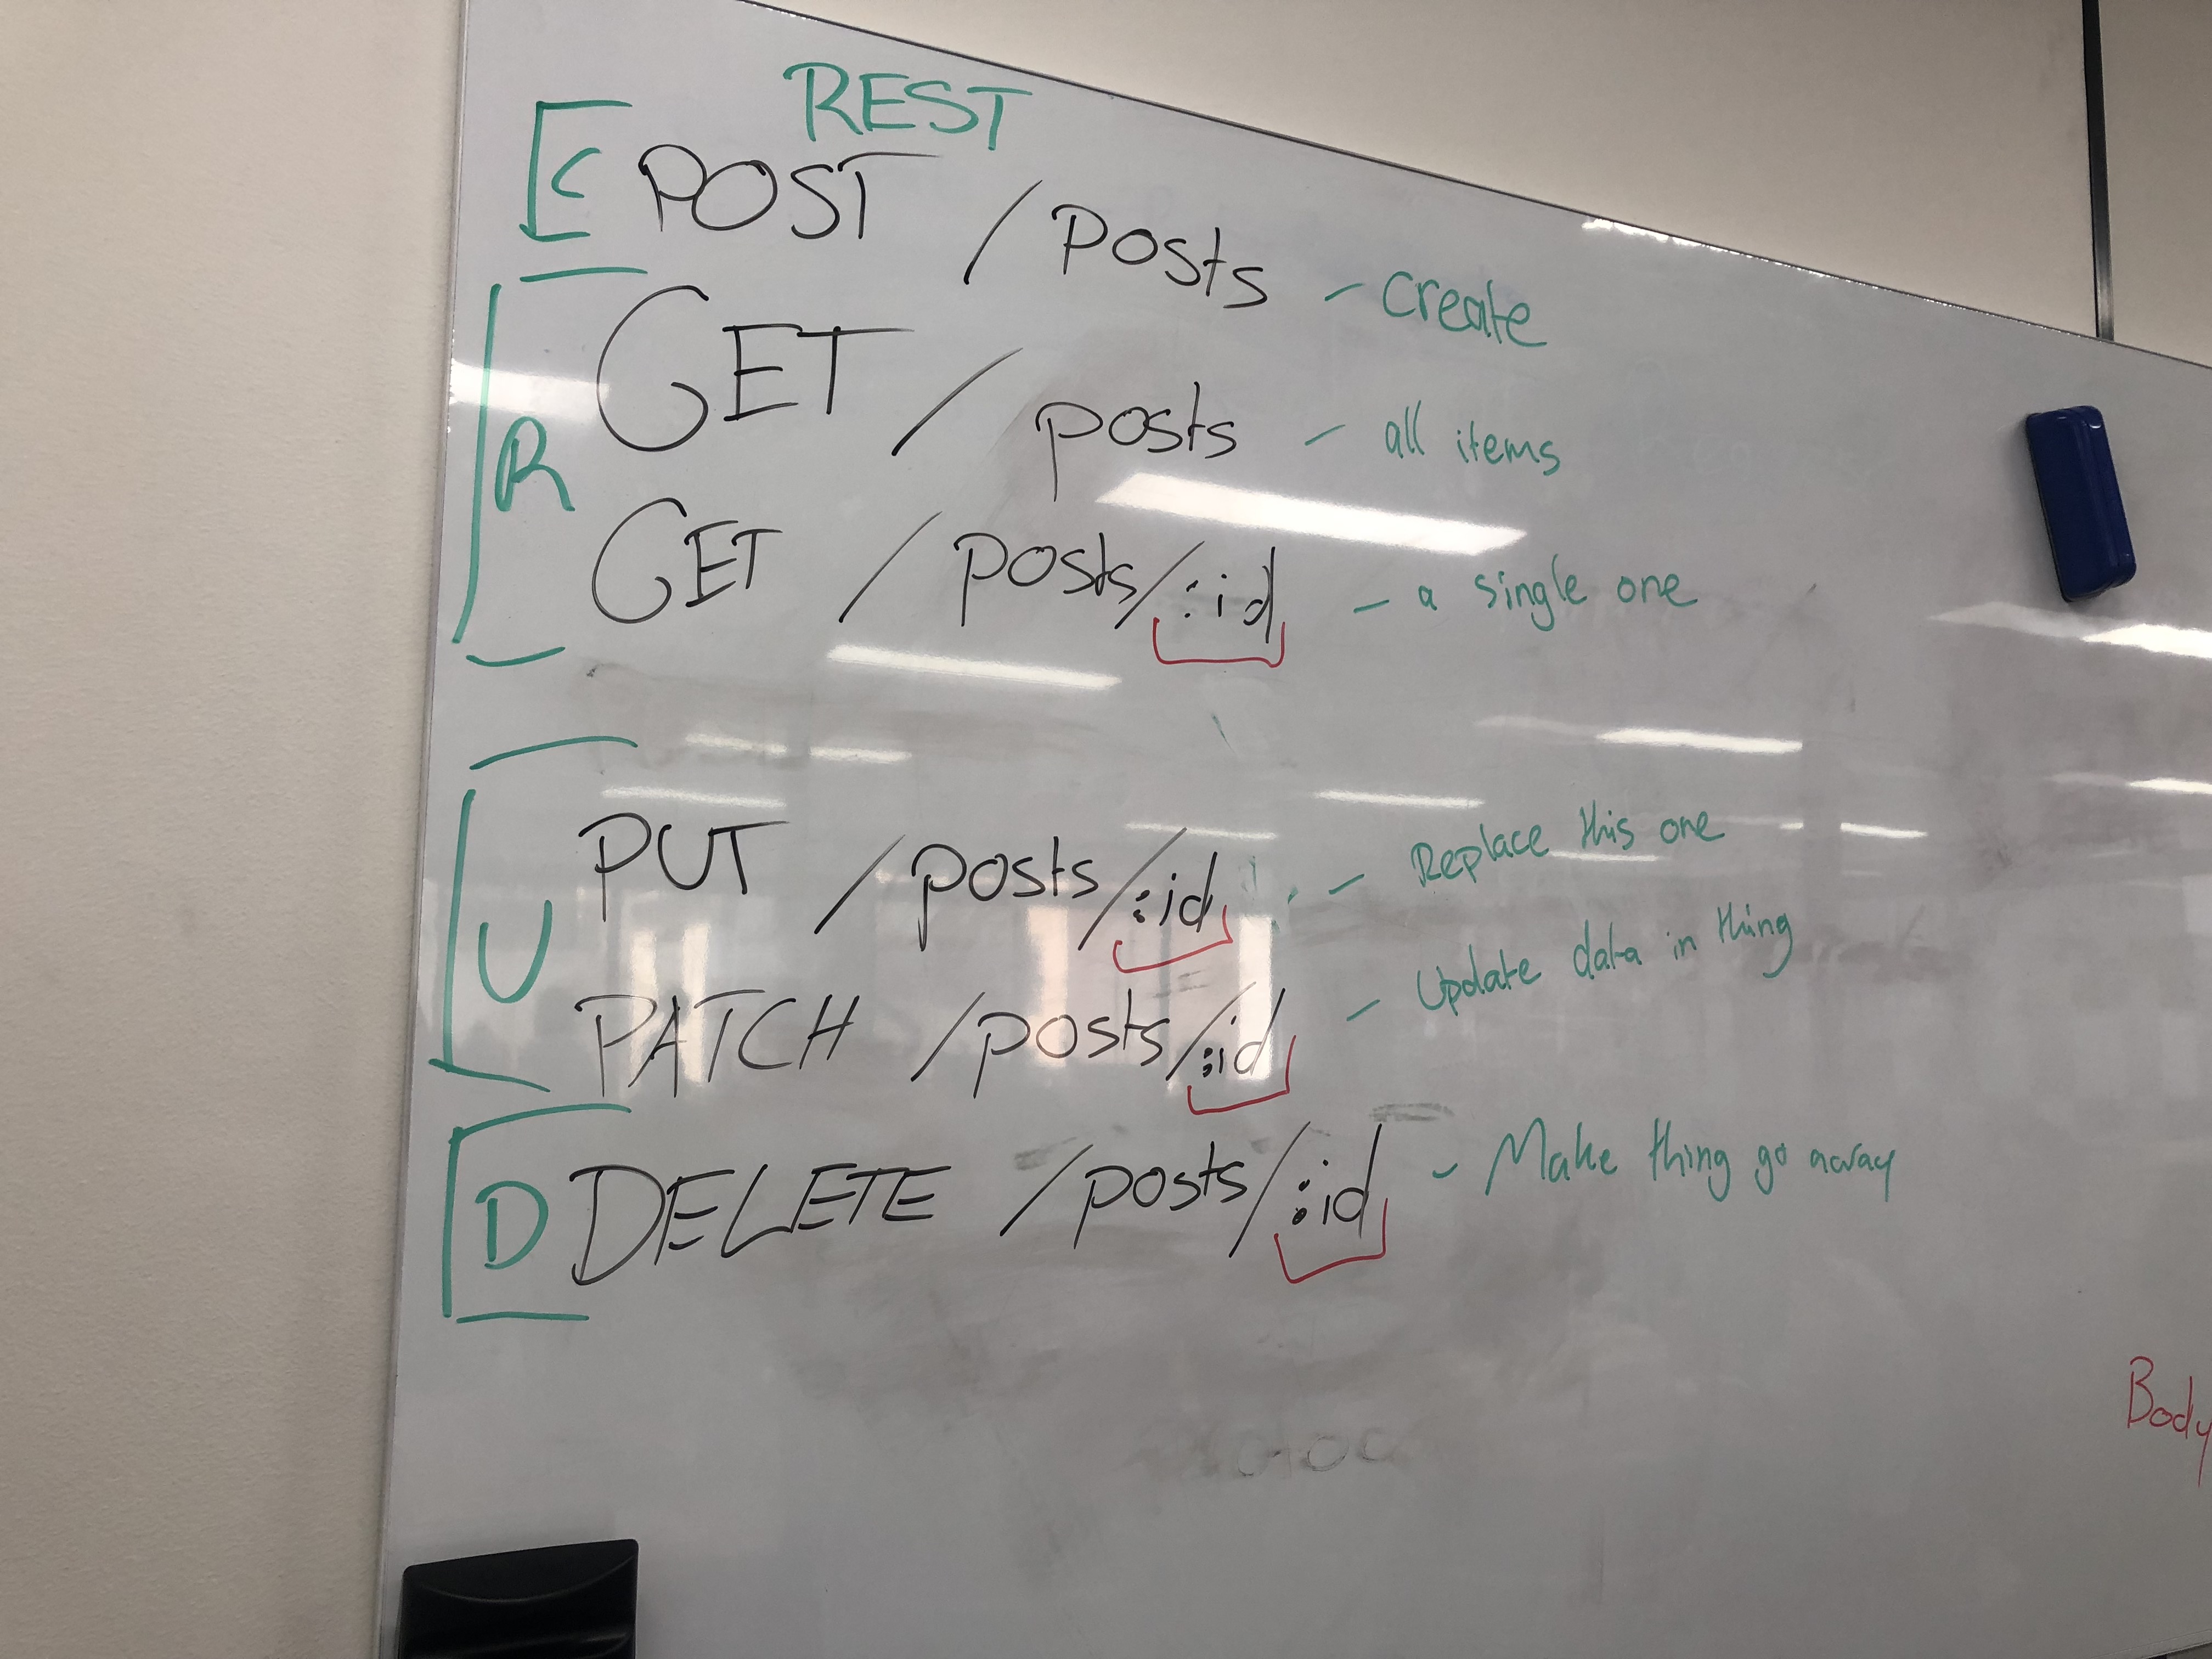 REST
C POST /posts - create
R GET /posts - all items
GET /posts/:id - a single one
U PUT /posts/:id - Replace this one
PATCH /posts/:id - Update data in thing
D DELETE /posts/:id - Make thing go away
Body